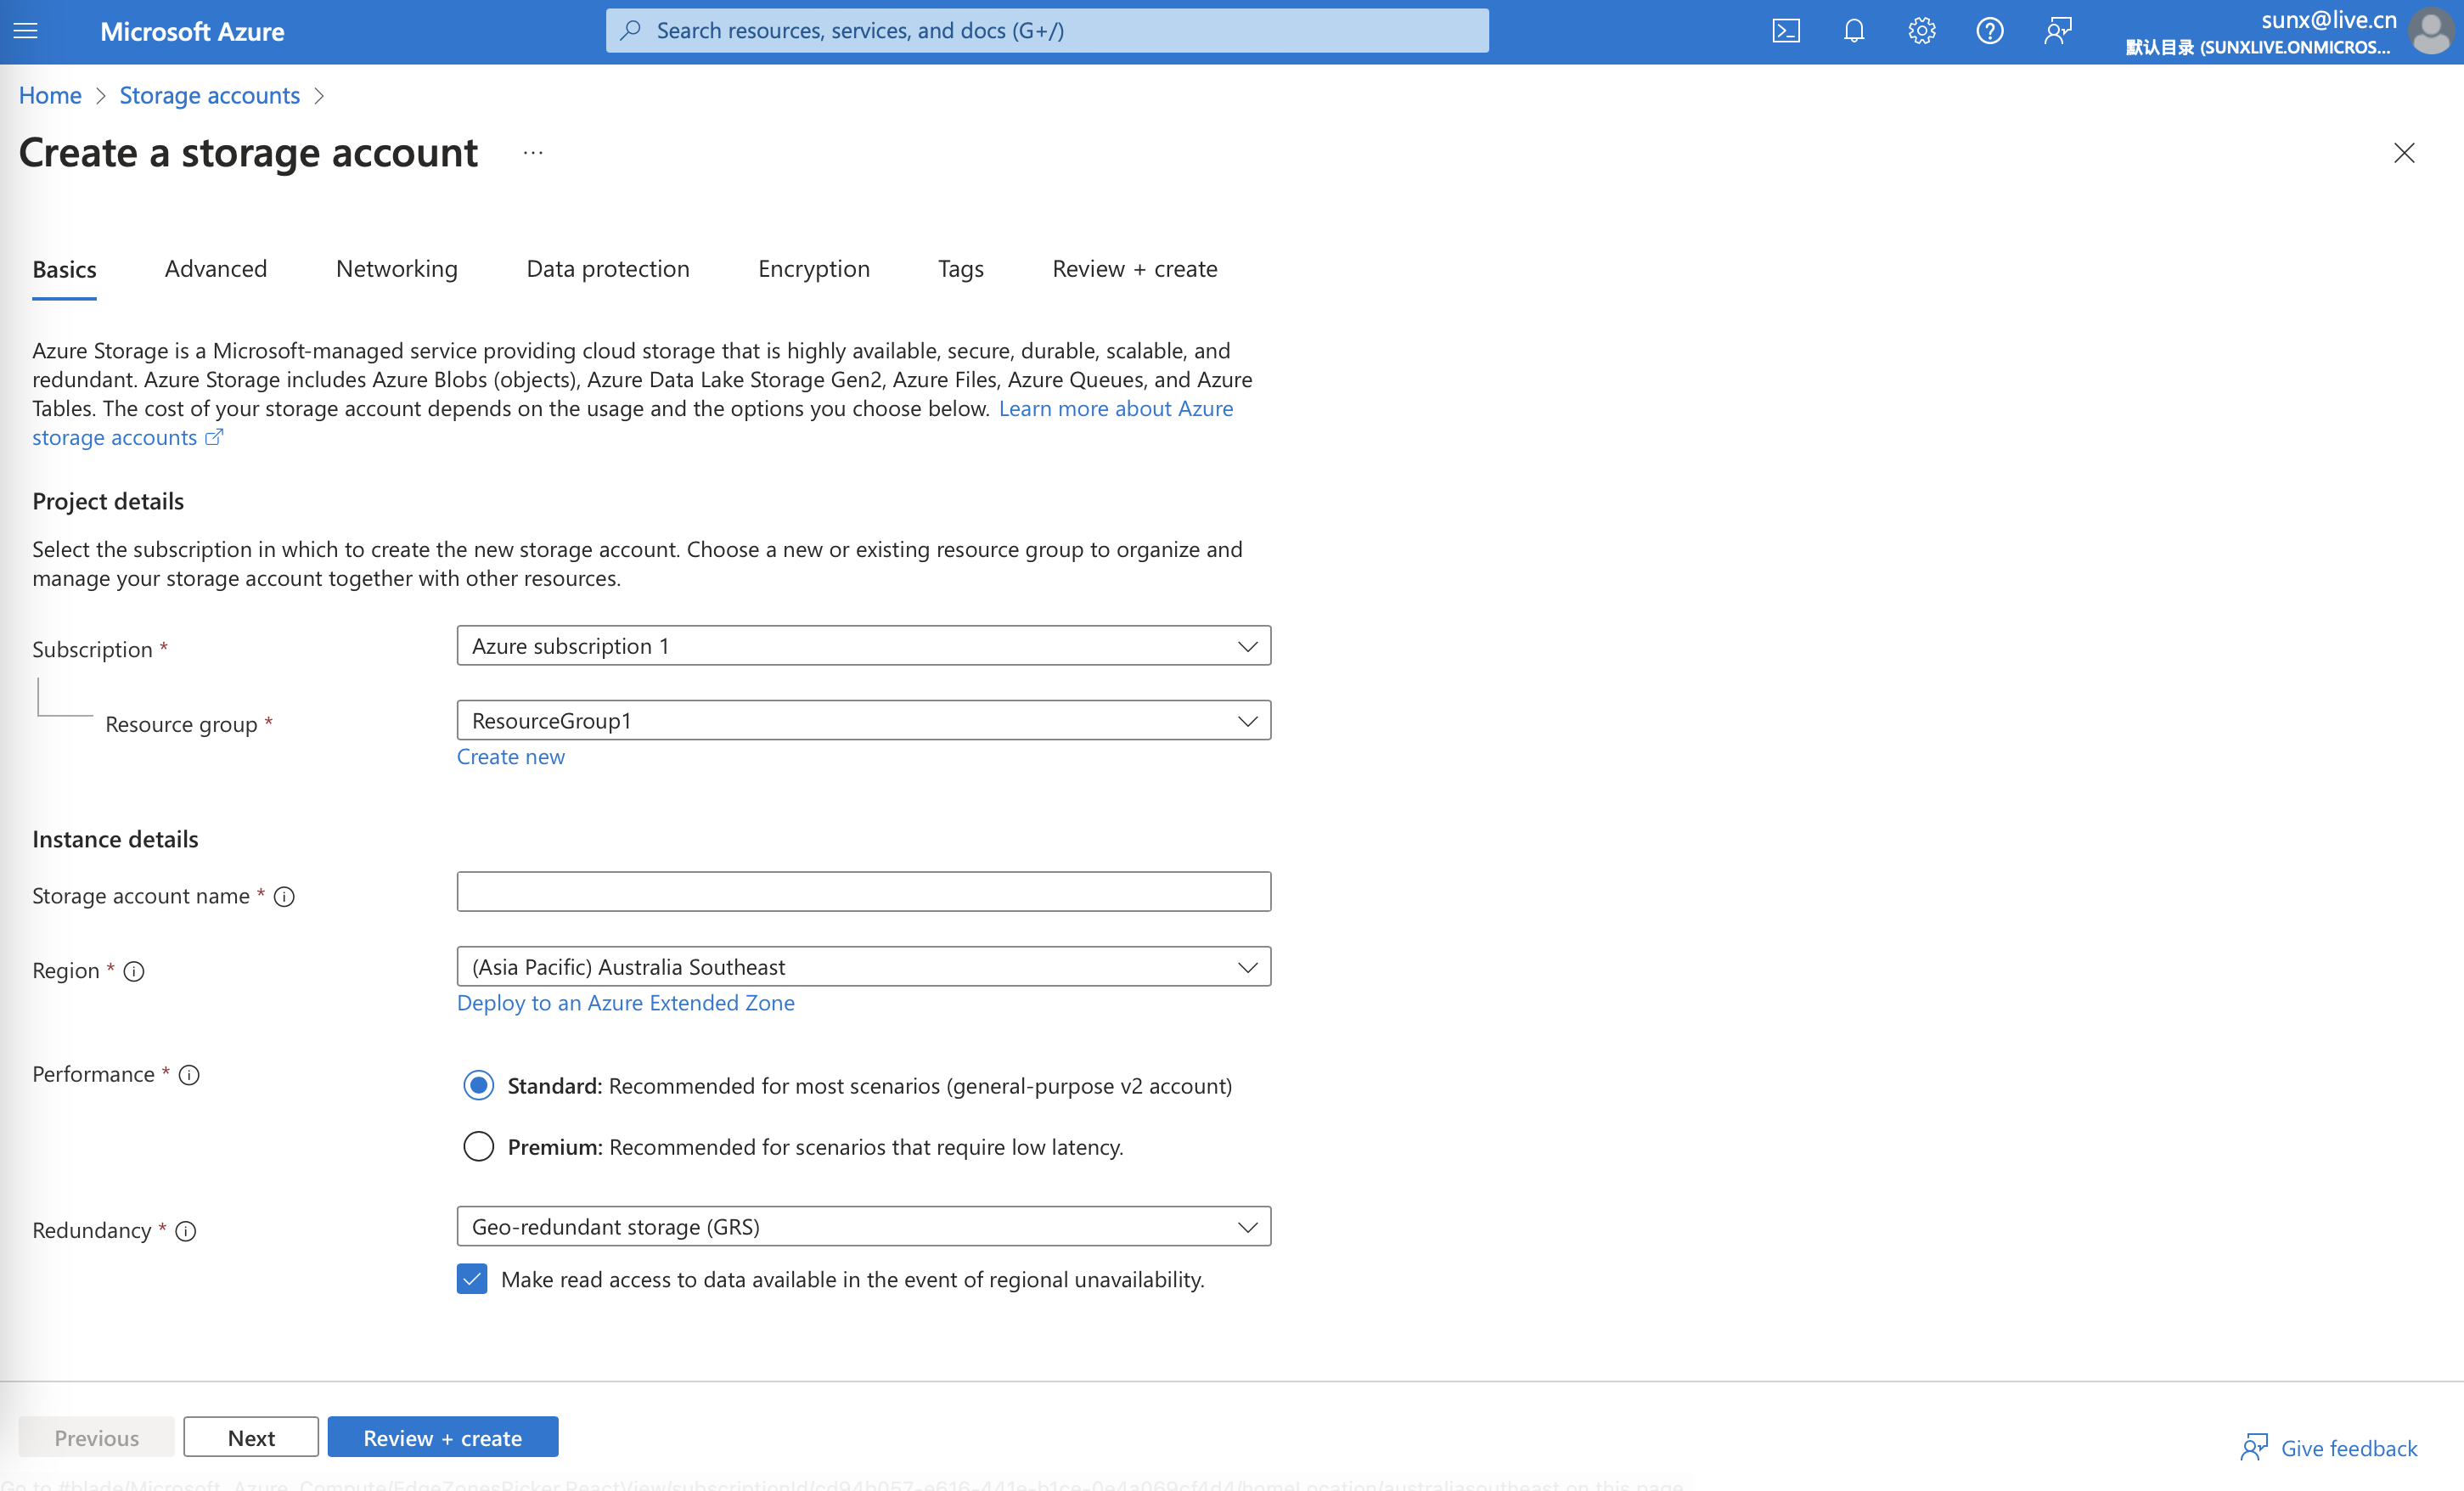 Microsoft Azure
Search resources, services, and docs (G+/)
sunx@live.cn
默认目录 (SUNXLIVE.ONMICROS...
Home > Storage accounts >
Create a storage account ...
Basics Advanced Networking Data protection Encryption Tags Review + create
Azure Storage is a Microsoft-managed service providing cloud storage that is highly available, secure, durable, scalable, and
redundant. Azure Storage includes Azure Blobs (objects), Azure Data Lake Storage Gen2, Azure Files, Azure Queues, and Azure
Tables. The cost of your storage account depends on the usage and the options you choose below. Learn more about Azure
storage accounts
Project details
Select the subscription in which to create the new storage account. Choose a new or existing resource group to organize and
manage your storage account together with other resources.
Subscription * Azure subscription 1
Resource group * ResourceGroup1
Create new
Instance details
Storage account name *
Region * (Asia Pacific) Australia Southeast
Deploy to an Azure Extended Zone
Performance * Standard: Recommended for most scenarios (general-purpose v2 account)
Premium: Recommended for scenarios that require low latency.
Redundancy * Geo-redundant storage (GRS)
Make read access to data available in the event of regional unavailability.
Previous Next Review + create
Give feedback